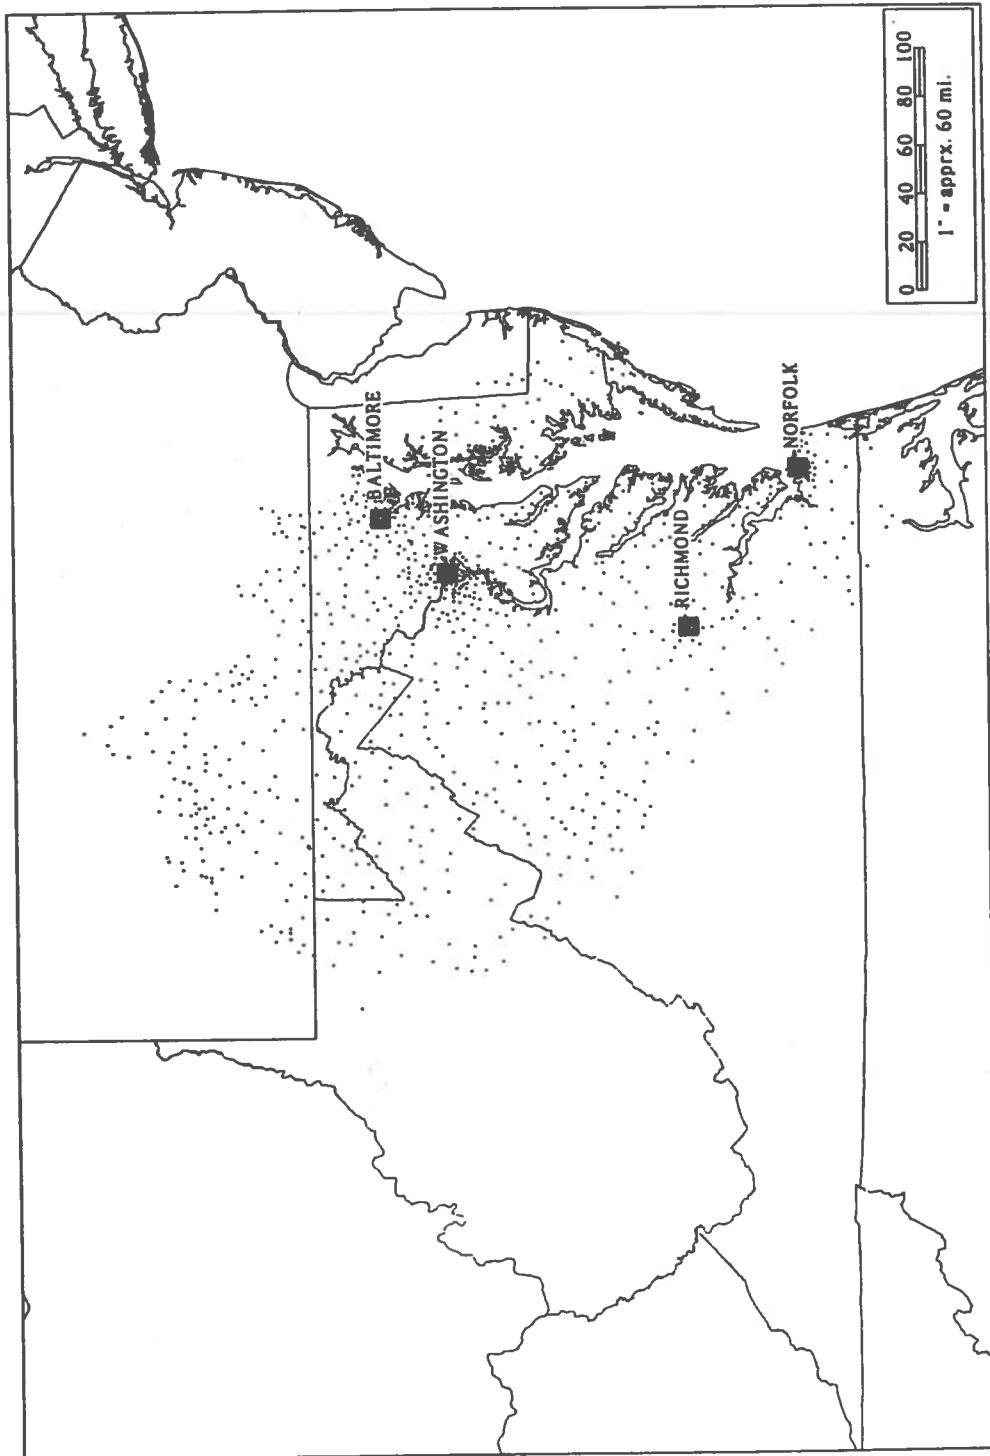 BALTIMORE
WASHINGTON
RICHMOND
NORFOLK
0 20 40 60 80 100
1" = apprx. 60 mi.